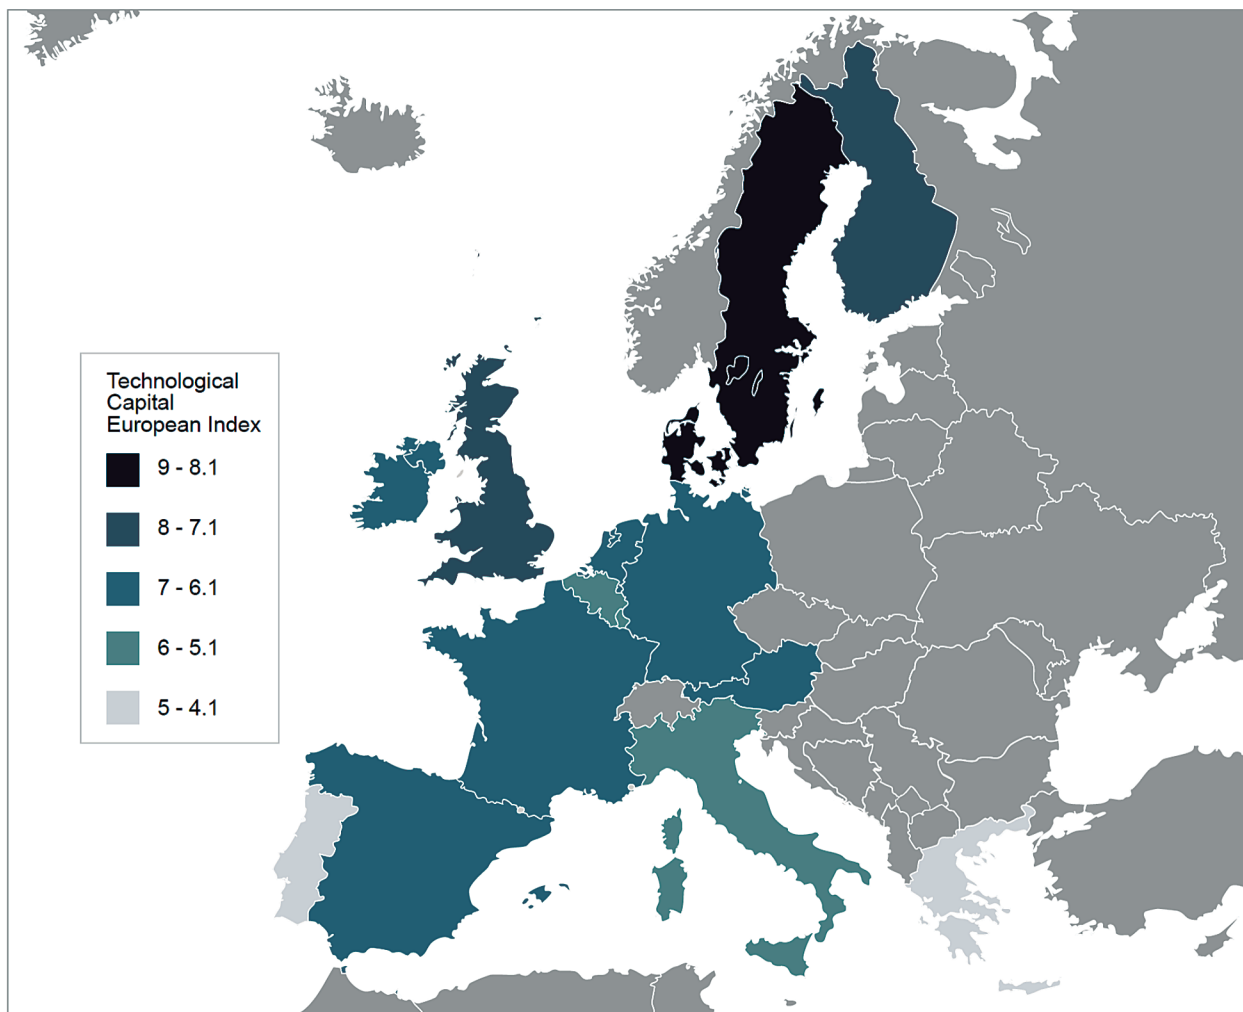 Technological
Capital
European Index
9 - 8.1
8 - 7.1
7 - 6.1
6 - 5.1
5 - 4.1